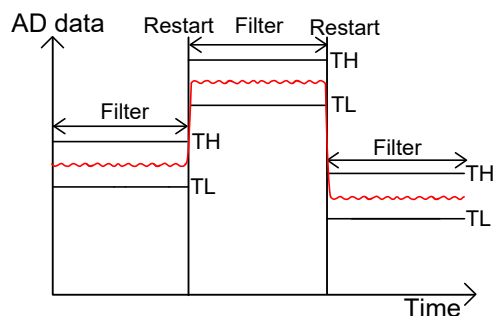 AD data
Restart
Filter
Restart
TH
TL
Filter
TH
TL
Filter
TH
TL
Time